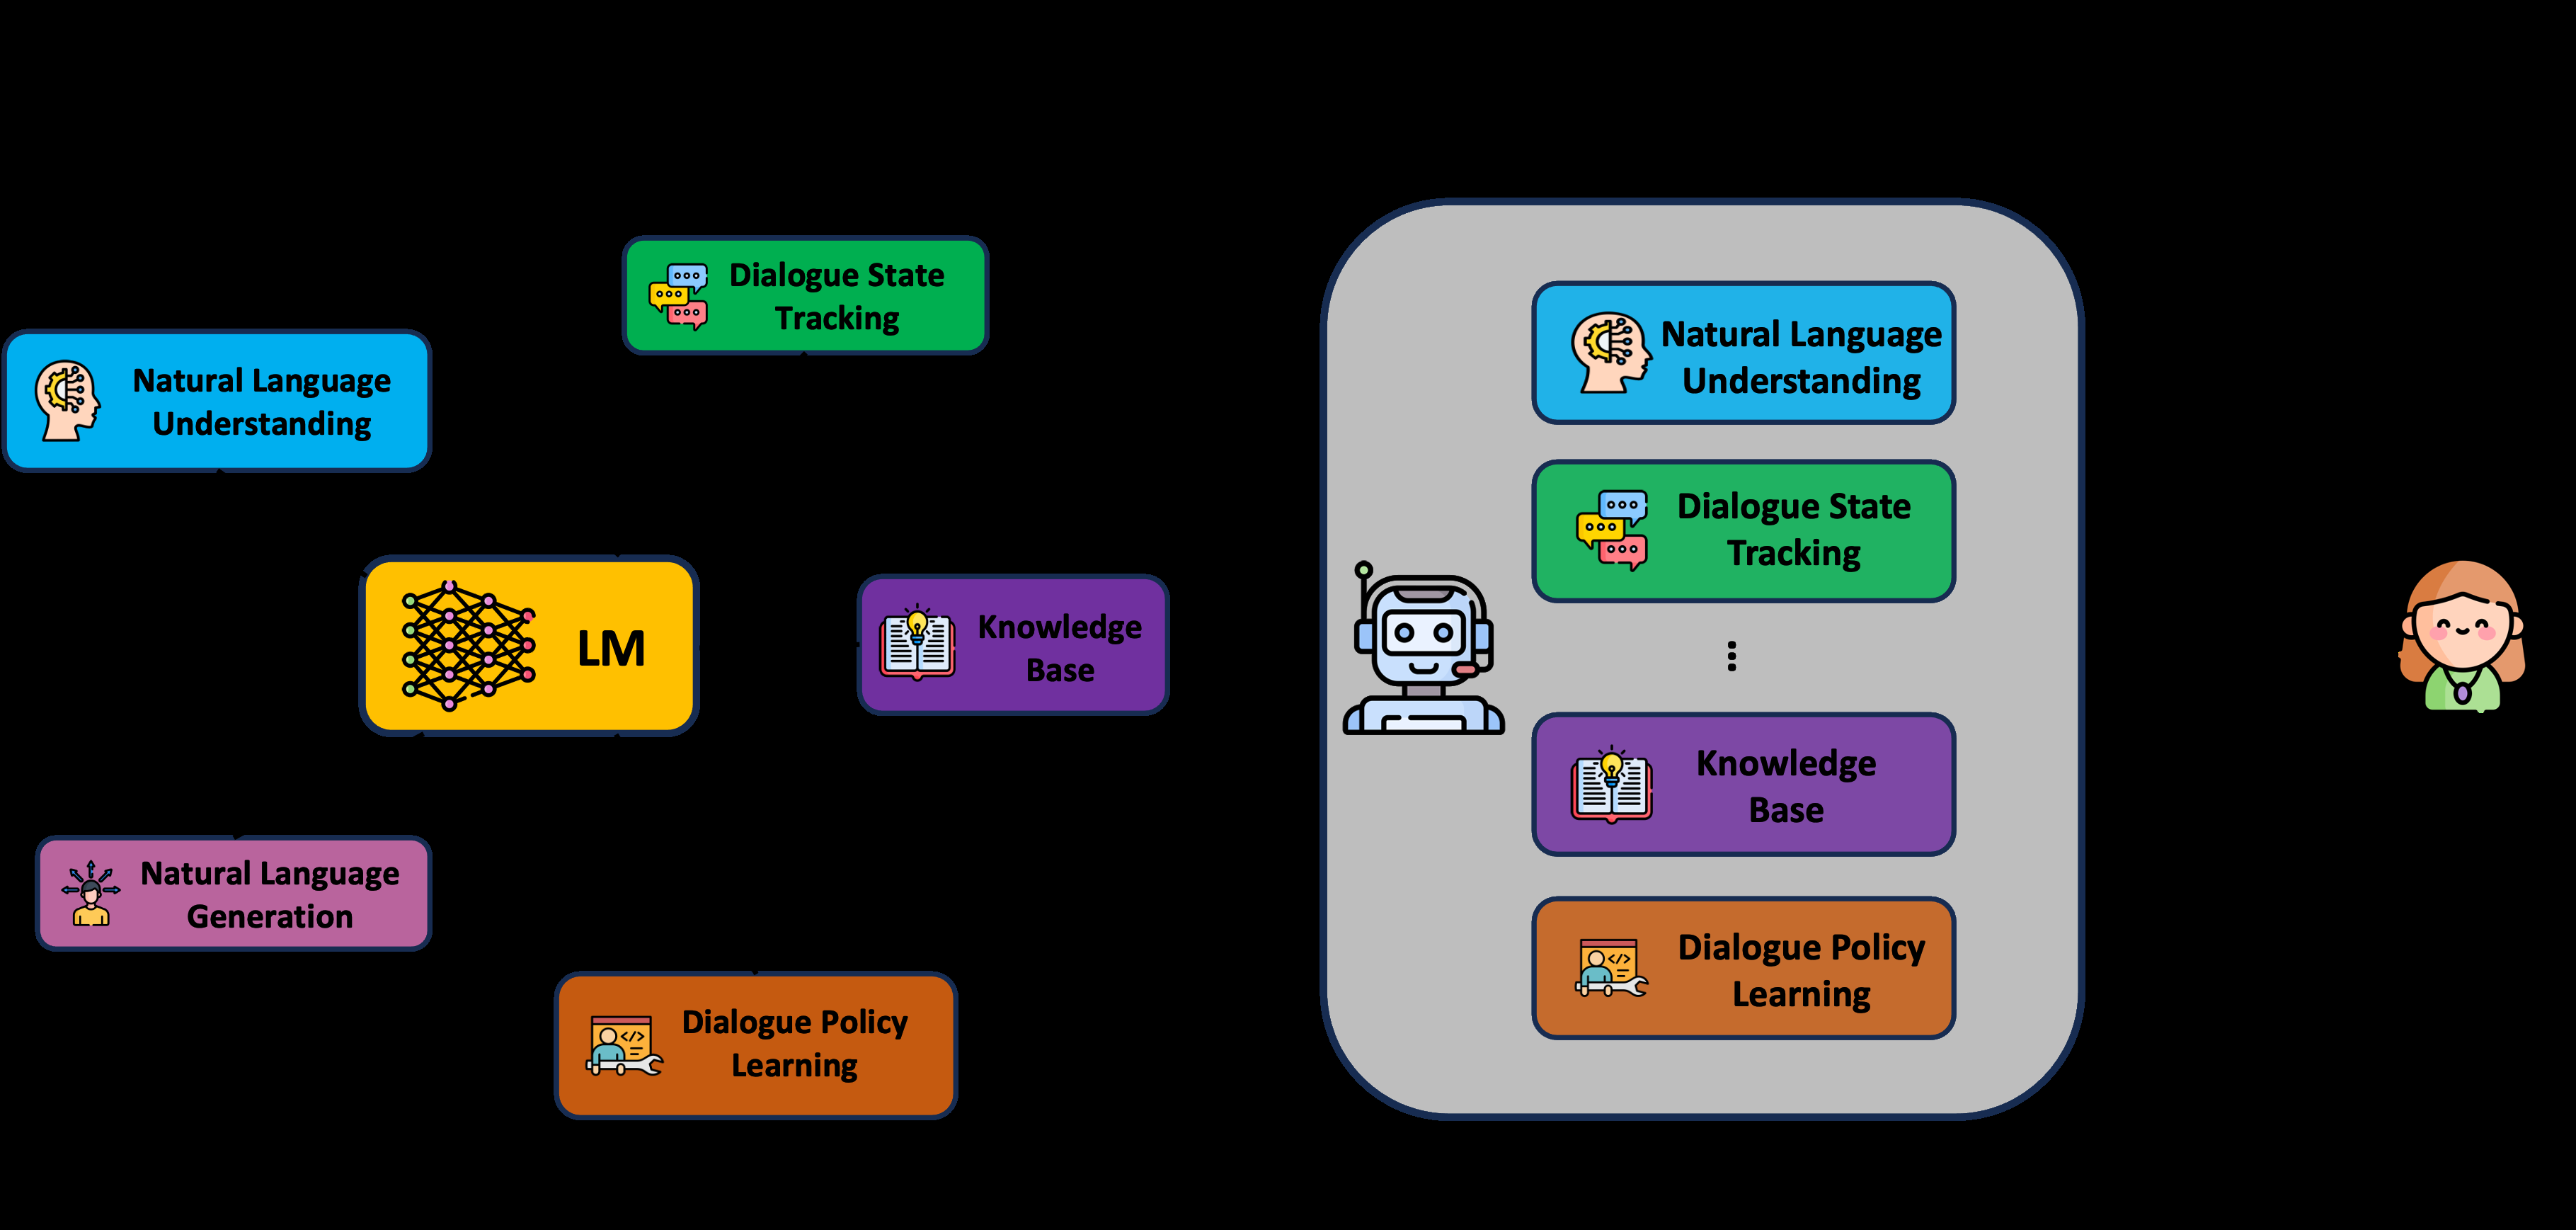 Dialogue State
Tracking
Natural Language
Understanding
LM
Knowledge
Base
Natural Language
Generation
Dialogue Policy
Learning
Natural Language
Understanding
Dialogue State
Tracking
Knowledge
Base
Dialogue Policy
Learning